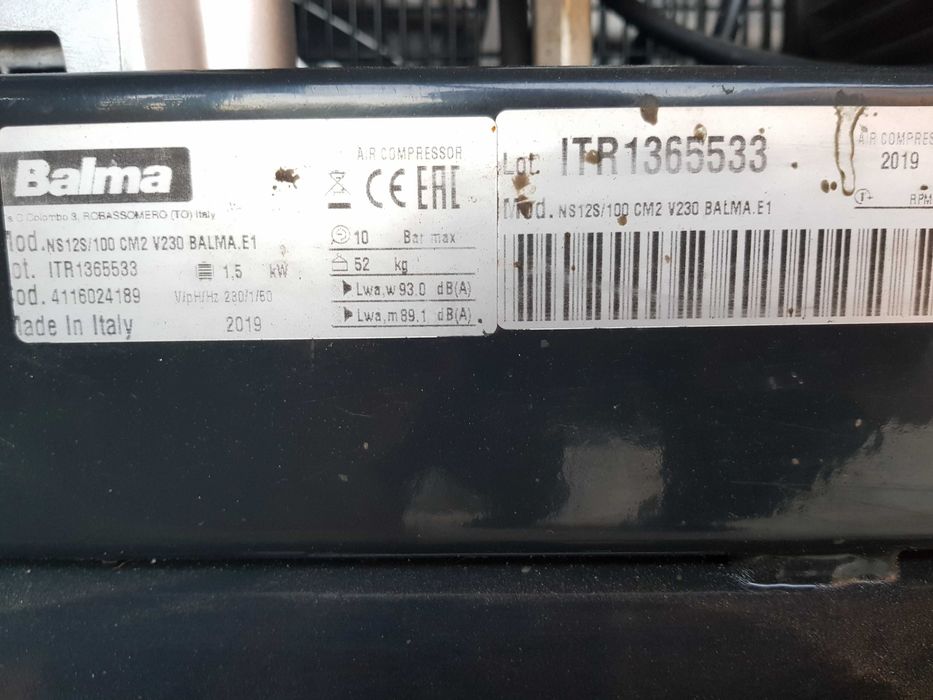 Balma
AIR COMPRESSOR
CE EAC
s C.Colombo 3, ROBASSOMERO (TO) Italy
od. NS12S/100 CM2 V230 BALMA.E1
ot. ITR1365533
1,5 kW
od. 4116024189
V/pH/Hz 230/1/50
ade In Italy
2019
10 Bar max
52 kg
Lwa,w 93.0 dB(A)
Lwa,m 89.1 dB(A)
Lot. ITR1365533
Mod. NS12S/100 CM2 V230 BALMA.E1
AIR COMPRES
2019
RPM